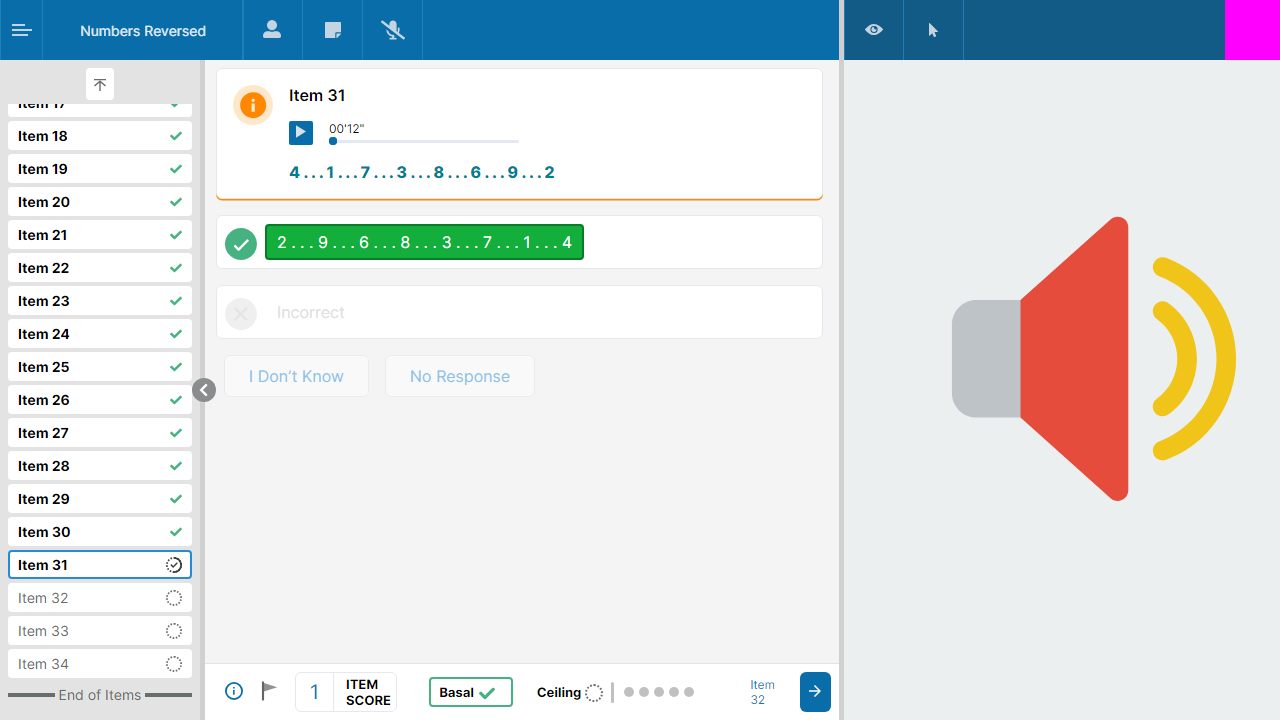 Numbers Reversed
Item 17
Item 18
Item 19
Item 20
Item 21
Item 22
Item 23
Item 24
Item 25
Item 26
Item 27
Item 28
Item 29
Item 30
Item 31
Item 32
Item 33
Item 34
End of Items
Item 31
00'12"
4...1...7...3...8...6...9...2
2...9...6...8...3...7...1...4
Incorrect
I Don't Know
No Response
1
ITEM
SCORE
Basal
Ceiling
Item
32